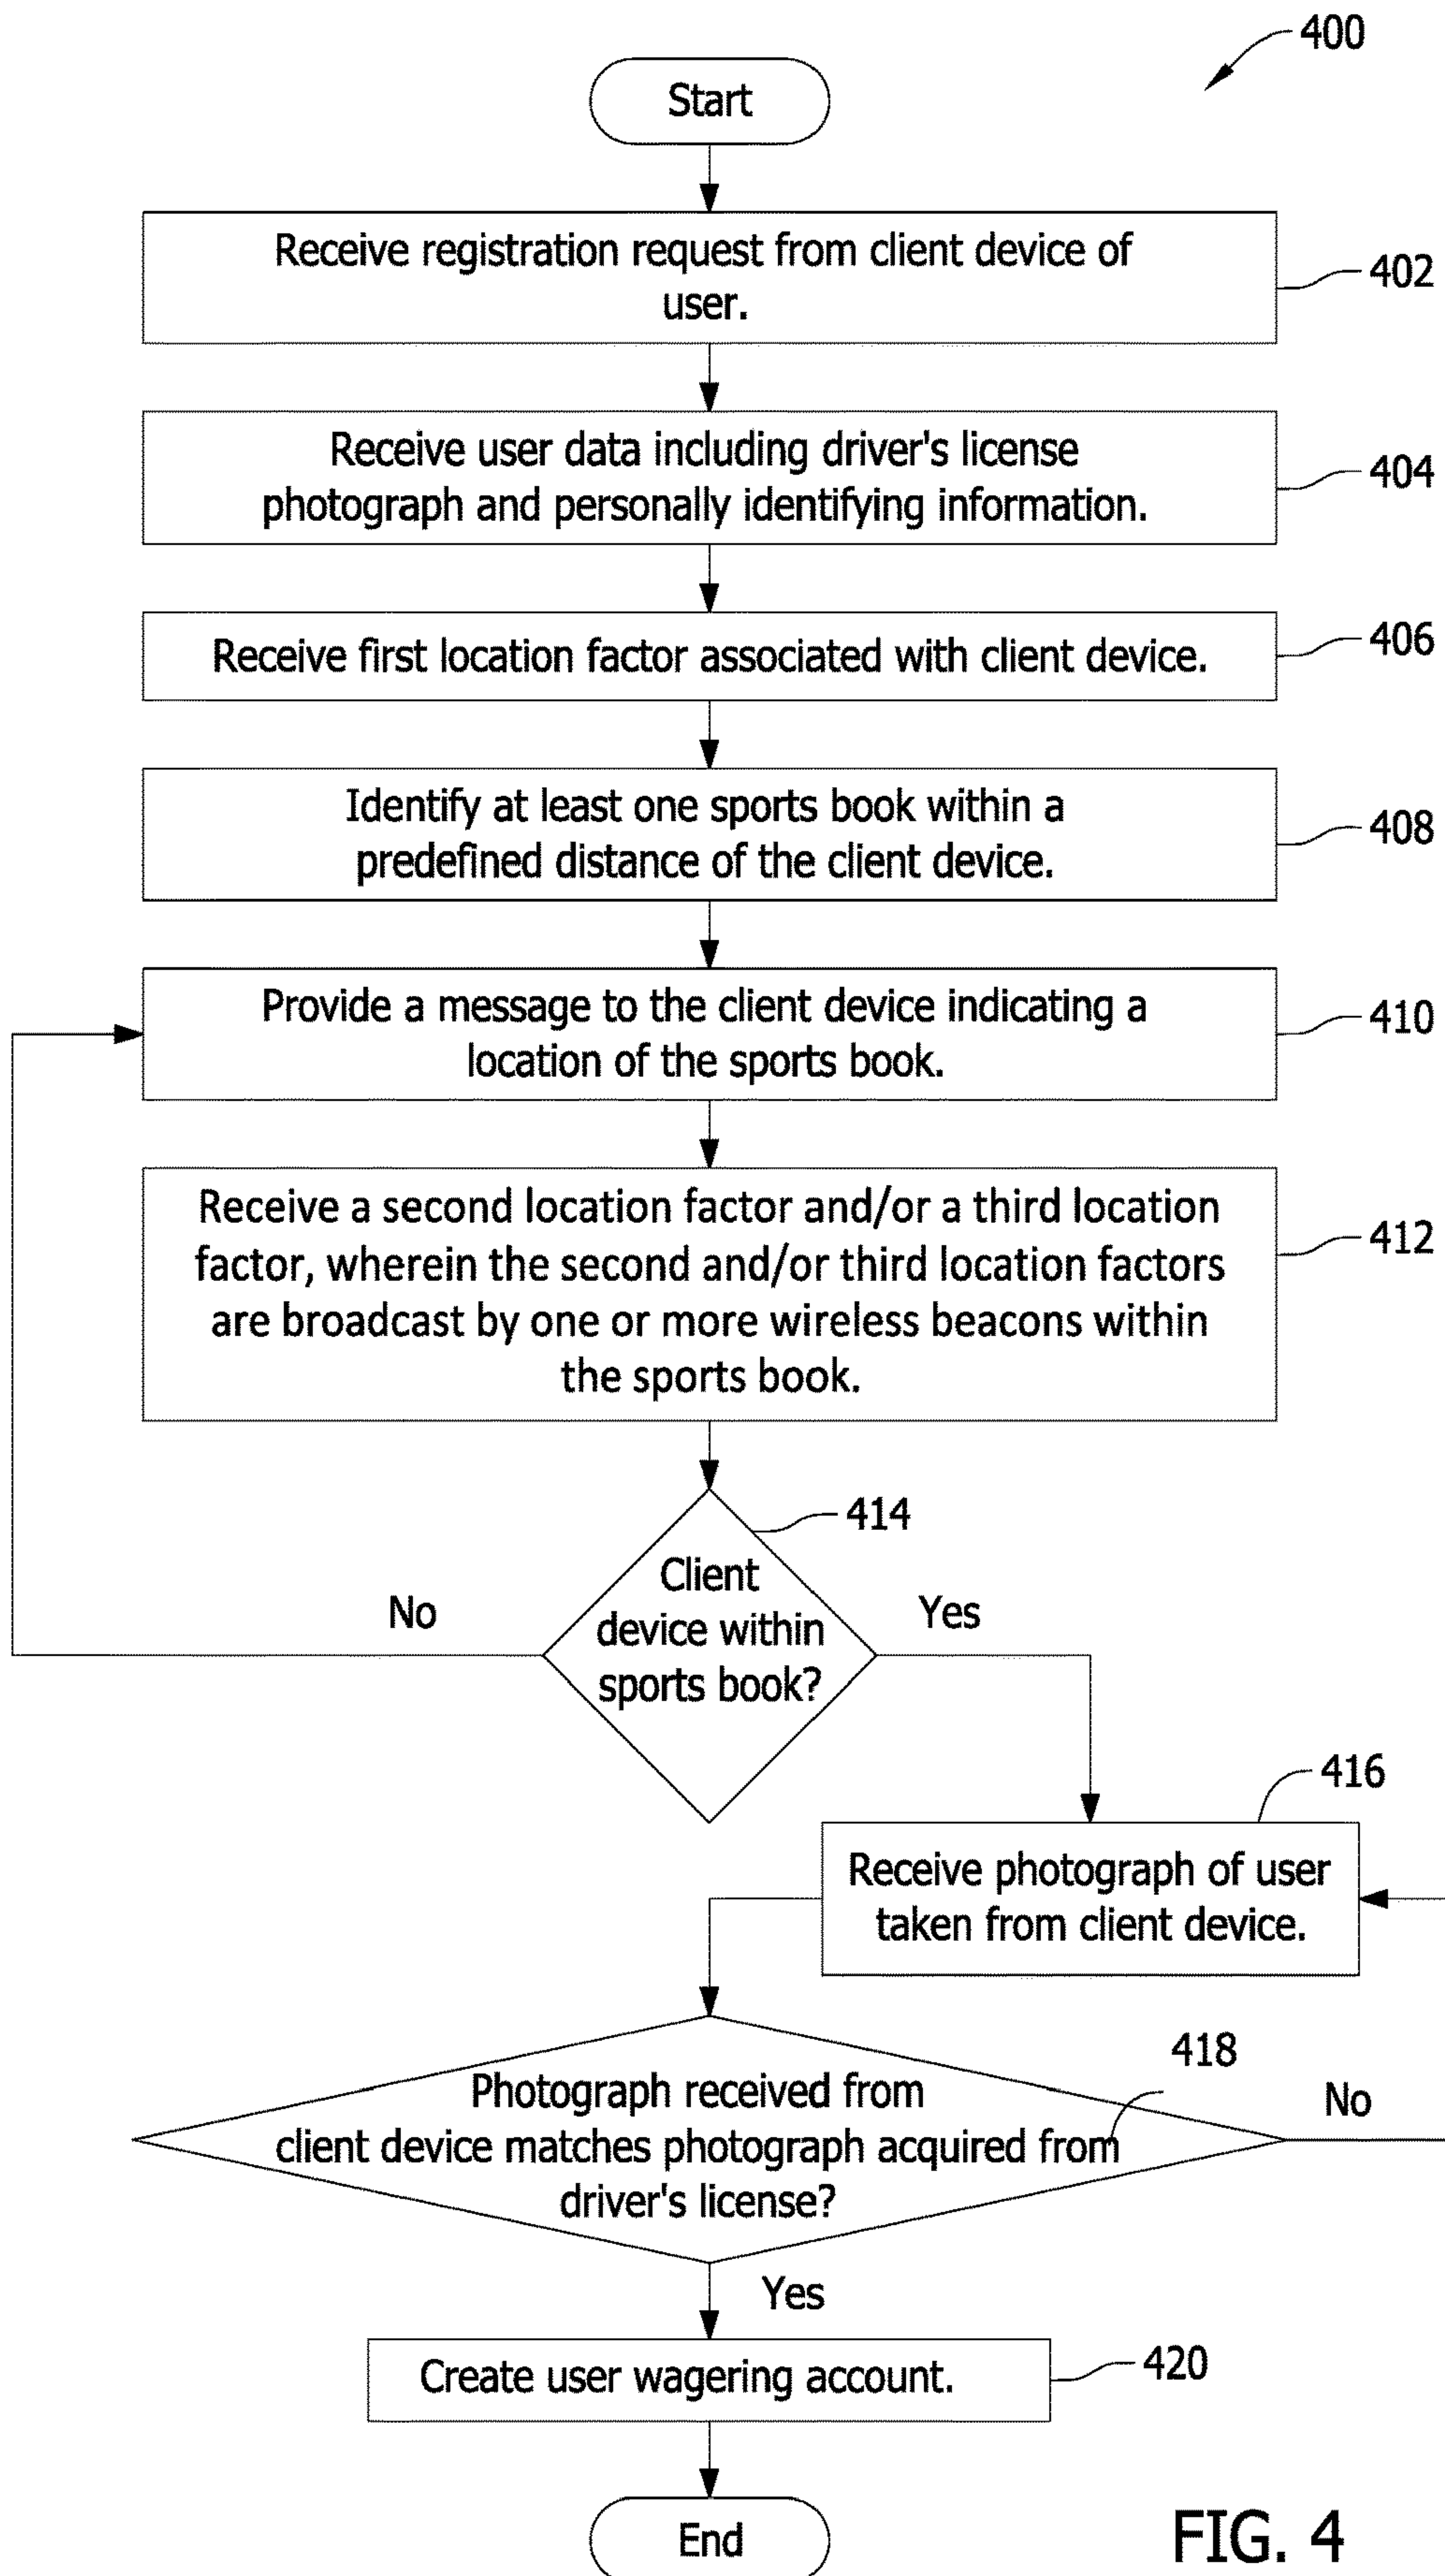 400
Start
Receive registration request from client device of
user.
402
Receive user data including driver's license
photograph and personally identifying information.
404
Receive first location factor associated with client device.
406
Identify at least one sports book within a
predefined distance of the client device.
408
Provide a message to the client device indicating a
location of the sports book.
410
Receive a second location factor and/or a third location
factor, wherein the second and/or third location factors
are broadcast by one or more wireless beacons within
the sports book.
412
414
Client
device within
sports book?
No
Yes
416
Receive photograph of user
taken from client device.
418
Photograph received from
client device matches photograph acquired from
driver's license?
No
Yes
Create user wagering account.
420
End
FIG. 4